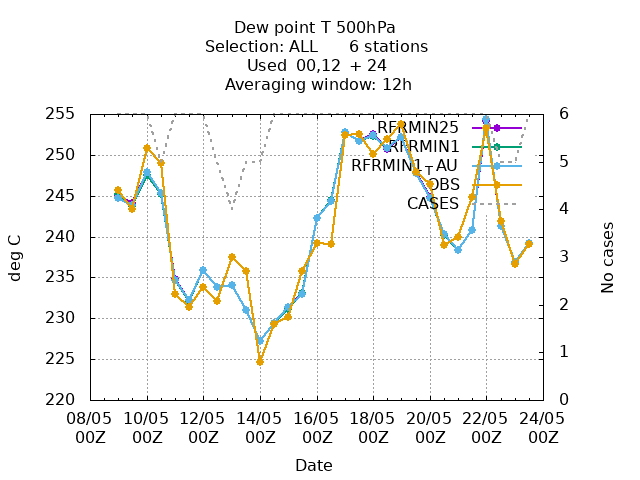 Dew point T 500hPa
Selection: ALL 6 stations
Used 00,12 + 24
Averaging window: 12h
255
250
245
240
235
230
225
220
deg C
6
5
4
3
2
1
0
No cases
RFRMIN25
RFRMIN1
RFRMIN1_TAU
OBS
CASES
08/05 10/05 12/05 14/05 16/05 18/05 20/05 22/05 24/05
00Z 00Z 00Z 00Z 00Z 00Z 00Z 00Z 00Z
Date